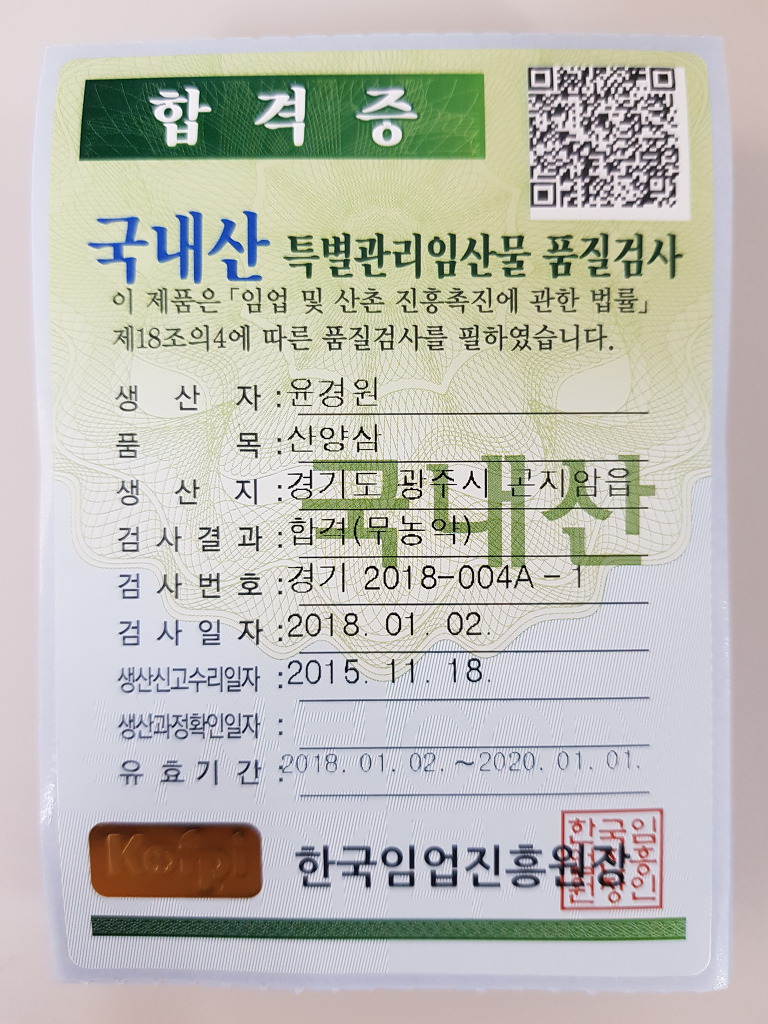 합격증
국내산 특별관리임산물 품질검사
이 제품은 「임업 및 산촌 진흥촉진에 관한 법률」
제18조의4에 따른 품질검사를 필하였습니다.
생 산 자 : 윤경원
품 목 : 산양삼
생 산 지 : 경기도 광주시 곤지암읍
국내산
검 사 결 과 : 합격(무농약)
검 사 번 호 : 경기 2018-004A-1
검 사 일 자 : 2018. 01. 02.
생산신고수리일자 : 2015. 11. 18.
생산과정확인일자 :
유 효 기 간 : 2018. 01. 02. ~2020. 01. 01.
Kofpi
한국임업진흥원장